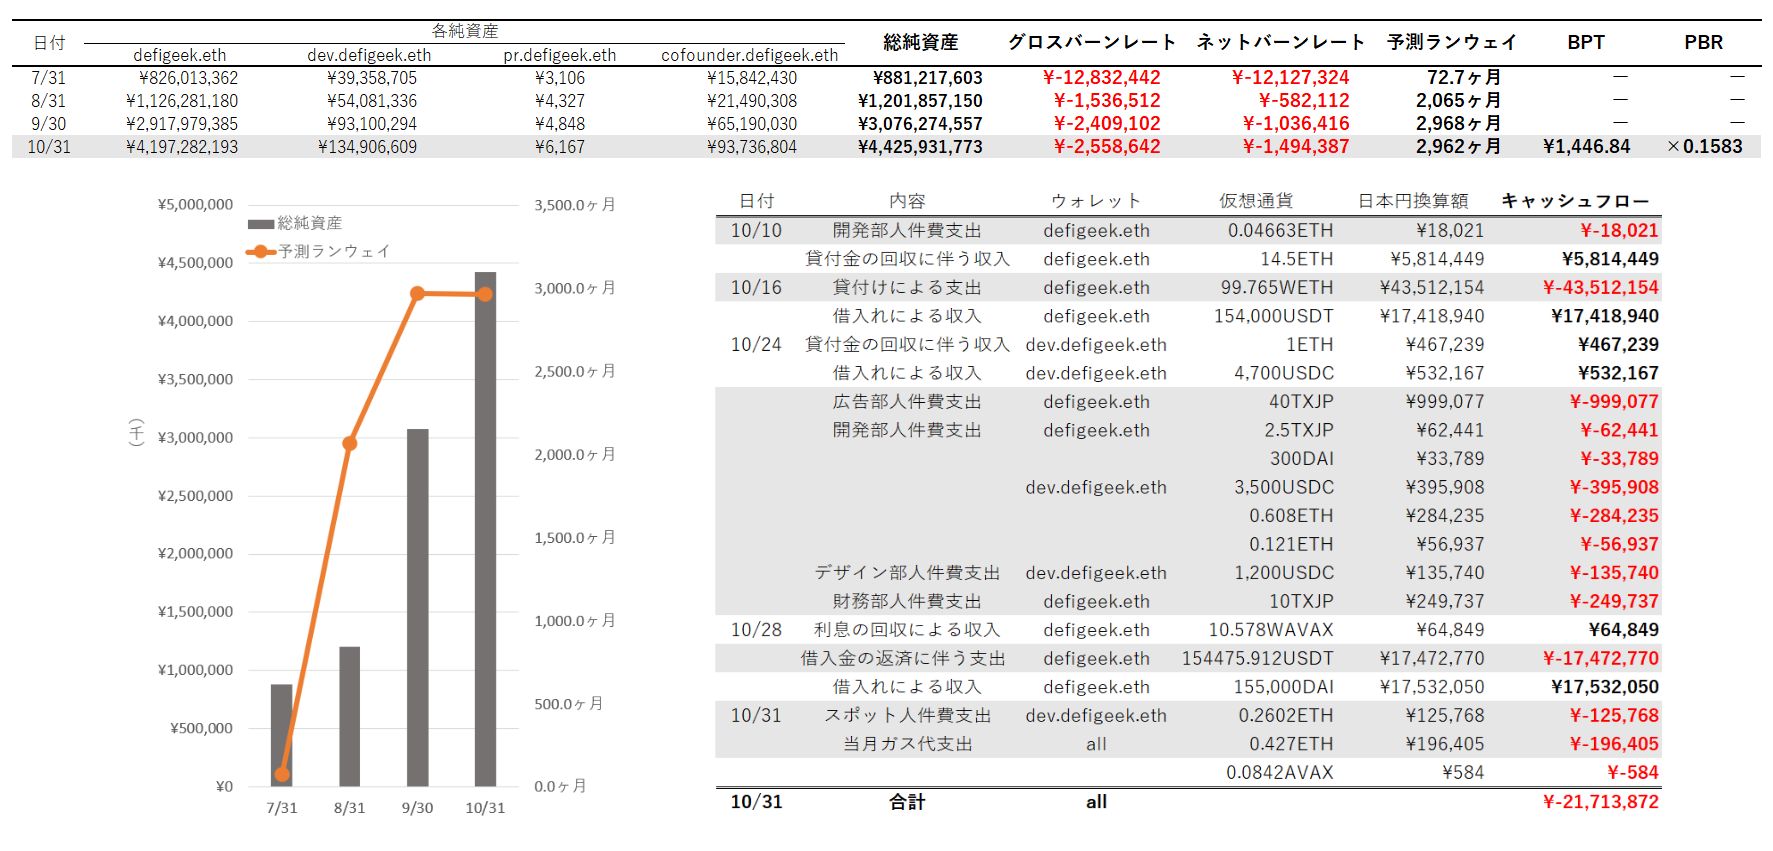 日付 各純資産 総純資産 グロスバーンレート ネットバーンレート 予測ランウェイ BPT PBR
defigeek.eth dev.defigeek.eth pr.defigeek.eth cofounder.defigeek.eth
7/31 ¥826,013,362 ¥39,358,705 ¥3,106 ¥15,842,430 ¥881,217,603 ¥-12,832,442 ¥-12,127,324 72.7ヶ月 — —
8/31 ¥1,126,281,180 ¥54,081,336 ¥4,327 ¥21,490,308 ¥1,201,857,150 ¥-1,536,512 ¥-582,112 2,065ヶ月 — —
9/30 ¥2,917,979,385 ¥93,100,294 ¥4,848 ¥65,190,030 ¥3,076,274,557 ¥-2,409,102 ¥-1,036,416 2,968ヶ月 — —
10/31 ¥4,197,282,193 ¥134,906,609 ¥6,167 ¥93,736,804 ¥4,425,931,773 ¥-2,558,642 ¥-1,494,387 2,962ヶ月 ¥1,446.84 ×0.1583
総純資産
予測ランウェイ
(千)
¥5,000,000
¥4,500,000
¥4,000,000
¥3,500,000
¥3,000,000
¥2,500,000
¥2,000,000
¥1,500,000
¥1,000,000
¥500,000
¥0
3,500.0ヶ月
3,000.0ヶ月
2,500.0ヶ月
2,000.0ヶ月
1,500.0ヶ月
1,000.0ヶ月
500.0ヶ月
0.0ヶ月
7/31 8/31 9/30 10/31
日付 内容 ウォレット 仮想通貨 日本円換算額 キャッシュフロー
10/10 開発部人件費支出 defigeek.eth 0.04663ETH ¥18,021 ¥-18,021
貸付金の回収に伴う収入 defigeek.eth 14.5ETH ¥5,814,449 ¥5,814,449
10/16 貸付けによる支出 defigeek.eth 99.765WETH ¥43,512,154 ¥-43,512,154
借入れによる収入 defigeek.eth 154,000USDT ¥17,418,940 ¥17,418,940
10/24 貸付金の回収に伴う収入 dev.defigeek.eth 1ETH ¥467,239 ¥467,239
借入れによる収入 dev.defigeek.eth 4,700USDC ¥532,167 ¥532,167
広告部人件費支出 defigeek.eth 40TXJP ¥999,077 ¥-999,077
開発部人件費支出 defigeek.eth 2.5TXJP ¥62,441 ¥-62,441
300DAI ¥33,789 ¥-33,789
dev.defigeek.eth 3,500USDC ¥395,908 ¥-395,908
0.608ETH ¥284,235 ¥-284,235
0.121ETH ¥56,937 ¥-56,937
デザイン部人件費支出 dev.defigeek.eth 1,200USDC ¥135,740 ¥-135,740
財務部人件費支出 defigeek.eth 10TXJP ¥249,737 ¥-249,737
10/28 利息の回収による収入 defigeek.eth 10.578WAVAX ¥64,849 ¥64,849
借入金の返済に伴う支出 defigeek.eth 154475.912USDT ¥17,472,770 ¥-17,472,770
借入れによる収入 defigeek.eth 155,000DAI ¥17,532,050 ¥17,532,050
10/31 スポット人件費支出 dev.defigeek.eth 0.2602ETH ¥125,768 ¥-125,768
当月ガス代支出 all 0.427ETH ¥196,405 ¥-196,405
0.0842AVAX ¥584 ¥-584
10/31 合計 all ¥-21,713,872